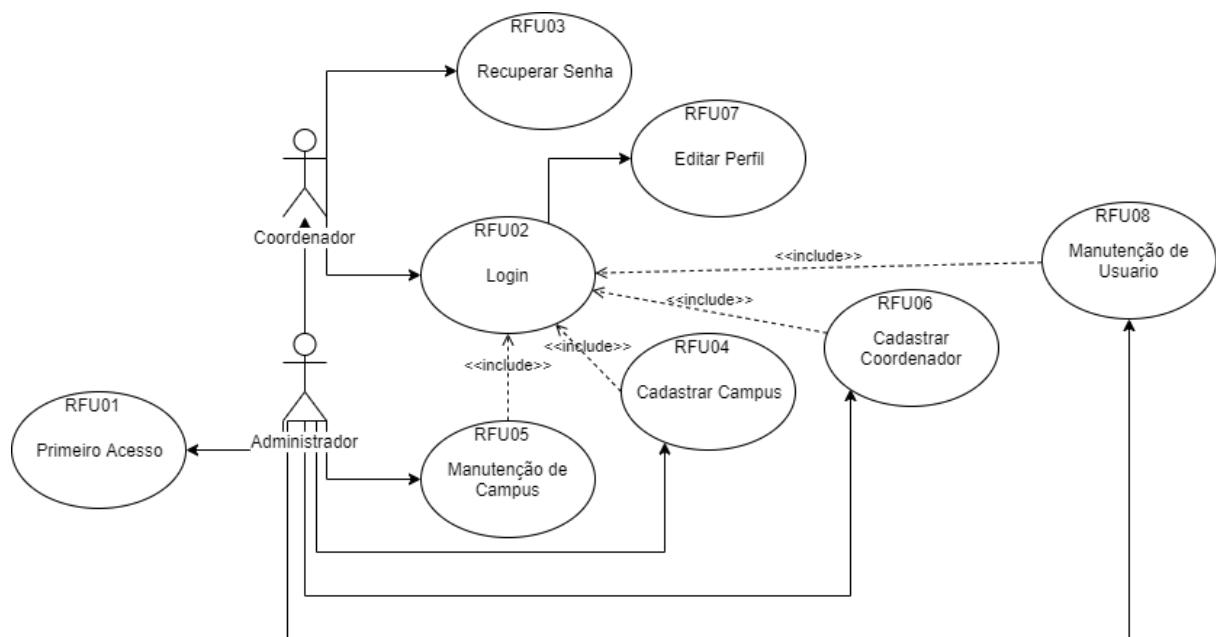 RFU03
Recuperar Senha
RFU07
Editar Perfil
Coordenador
RFU02
Login
<<include>>
RFU08
Manutenção de
Usuario
<<include>>
RFU06
Cadastrar
Coordenador
<<include>>
RFU04
Cadastrar Campus
<<include>>
RFU01
Primeiro Acesso
Administrador
RFU05
Manutenção de
Campus